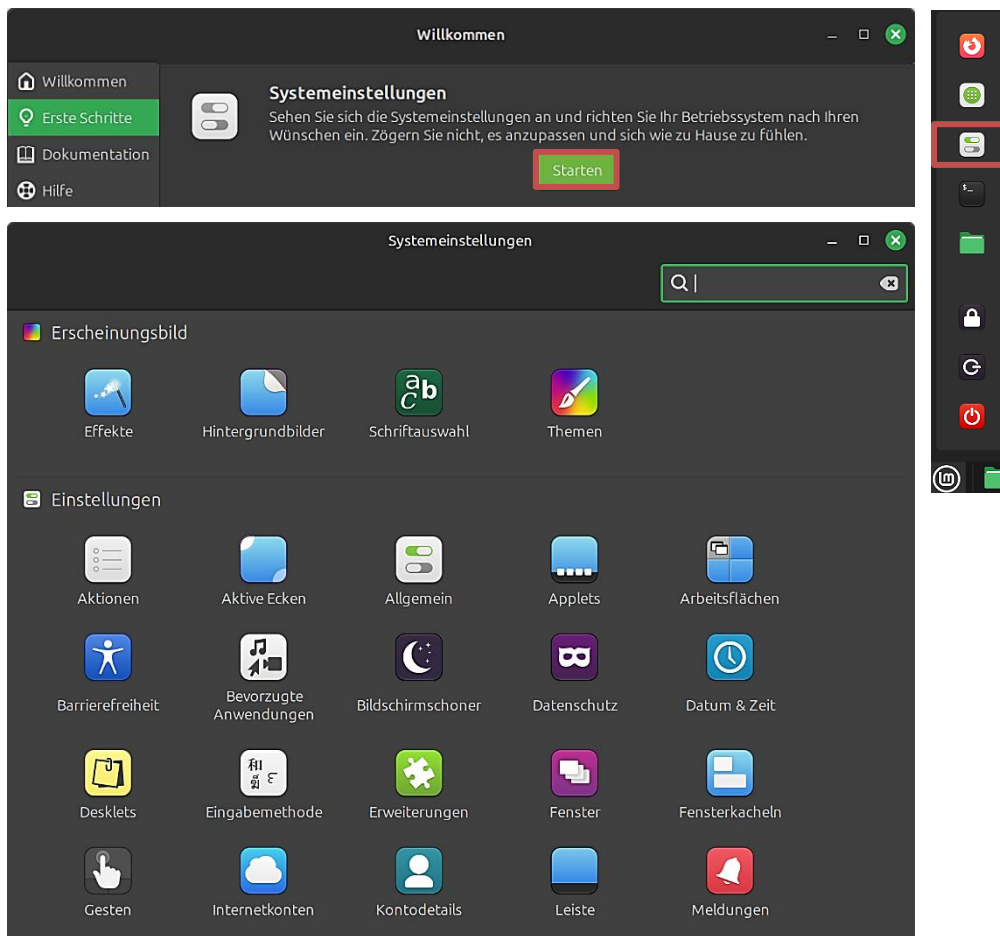 Willkommen
Willkommen
Erste Schritte
Dokumentation
Hilfe
Systemeinstellungen
Sehen Sie sich die Systemeinstellungen an und richten Sie Ihr Betriebssystem nach Ihren
Wünschen ein. Zögern Sie nicht, es anzupassen und sich wie zu Hause zu fühlen.
Starten
Systemeinstellungen
Erscheinungsbild
Effekte
Hintergrundbilder
Schriftauswahl
Themen
Einstellungen
Aktionen
Aktive Ecken
Allgemein
Applets
Arbeitsflächen
Barrierefreiheit
Bevorzugte
Anwendungen
Bildschirmschoner
Datenschutz
Datum & Zeit
Desklets
Eingabemethode
Erweiterungen
Fenster
Fensterkacheln
Gesten
Internetkonten
Kontodetails
Leiste
Meldungen